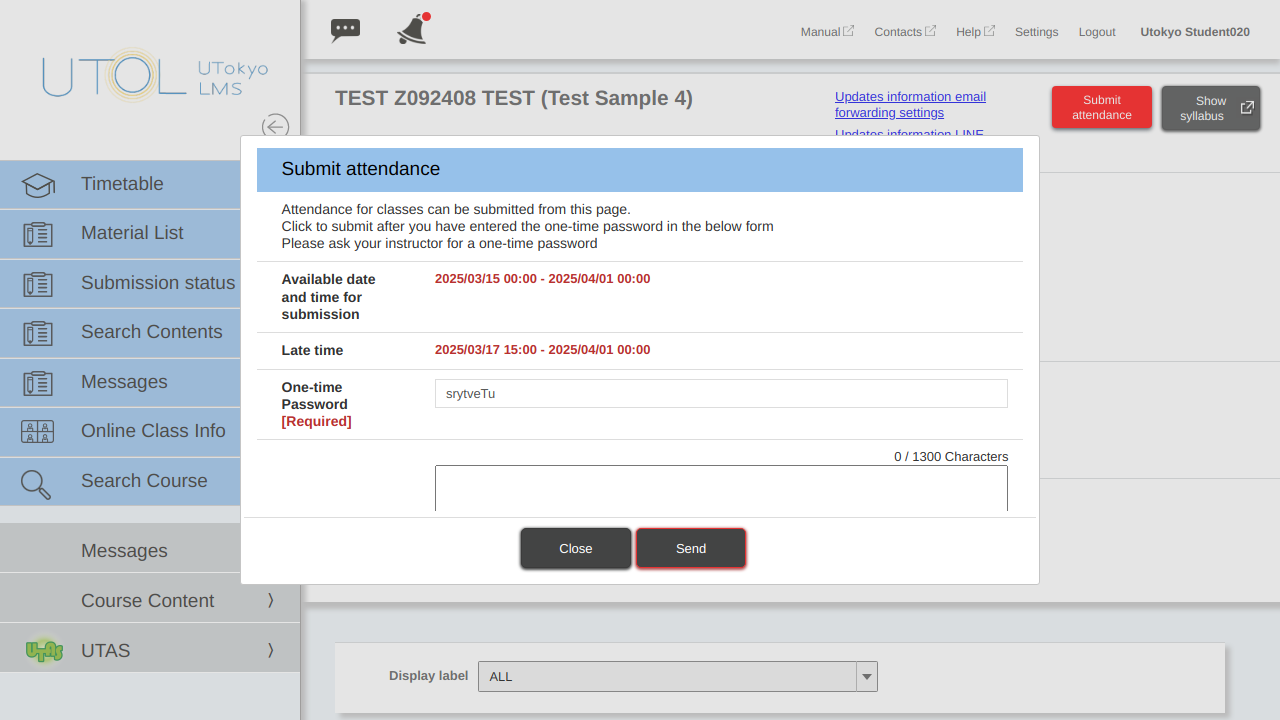 UTOL UTokyo
LMS
Manual
Contacts
Help
Settings
Logout
Utokyo Student020
TEST Z092408 TEST (Test Sample 4)
Updates information email
forwarding settings
Updates information LINE
Submit
attendance
Show
syllabus
Timetable
Material List
Submission status
Search Contents
Messages
Online Class Info
Search Course
Messages
Course Content
UTAS UTAS
Submit attendance
Attendance for classes can be submitted from this page.
Click to submit after you have entered the one-time password in the below form
Please ask your instructor for a one-time password
Available date
and time for
submission
2025/03/15 00:00 - 2025/04/01 00:00
Late time
2025/03/17 15:00 - 2025/04/01 00:00
One-time
Password
[Required]
srytveTu
0 / 1300 Characters
Close
Send
Display label
ALL